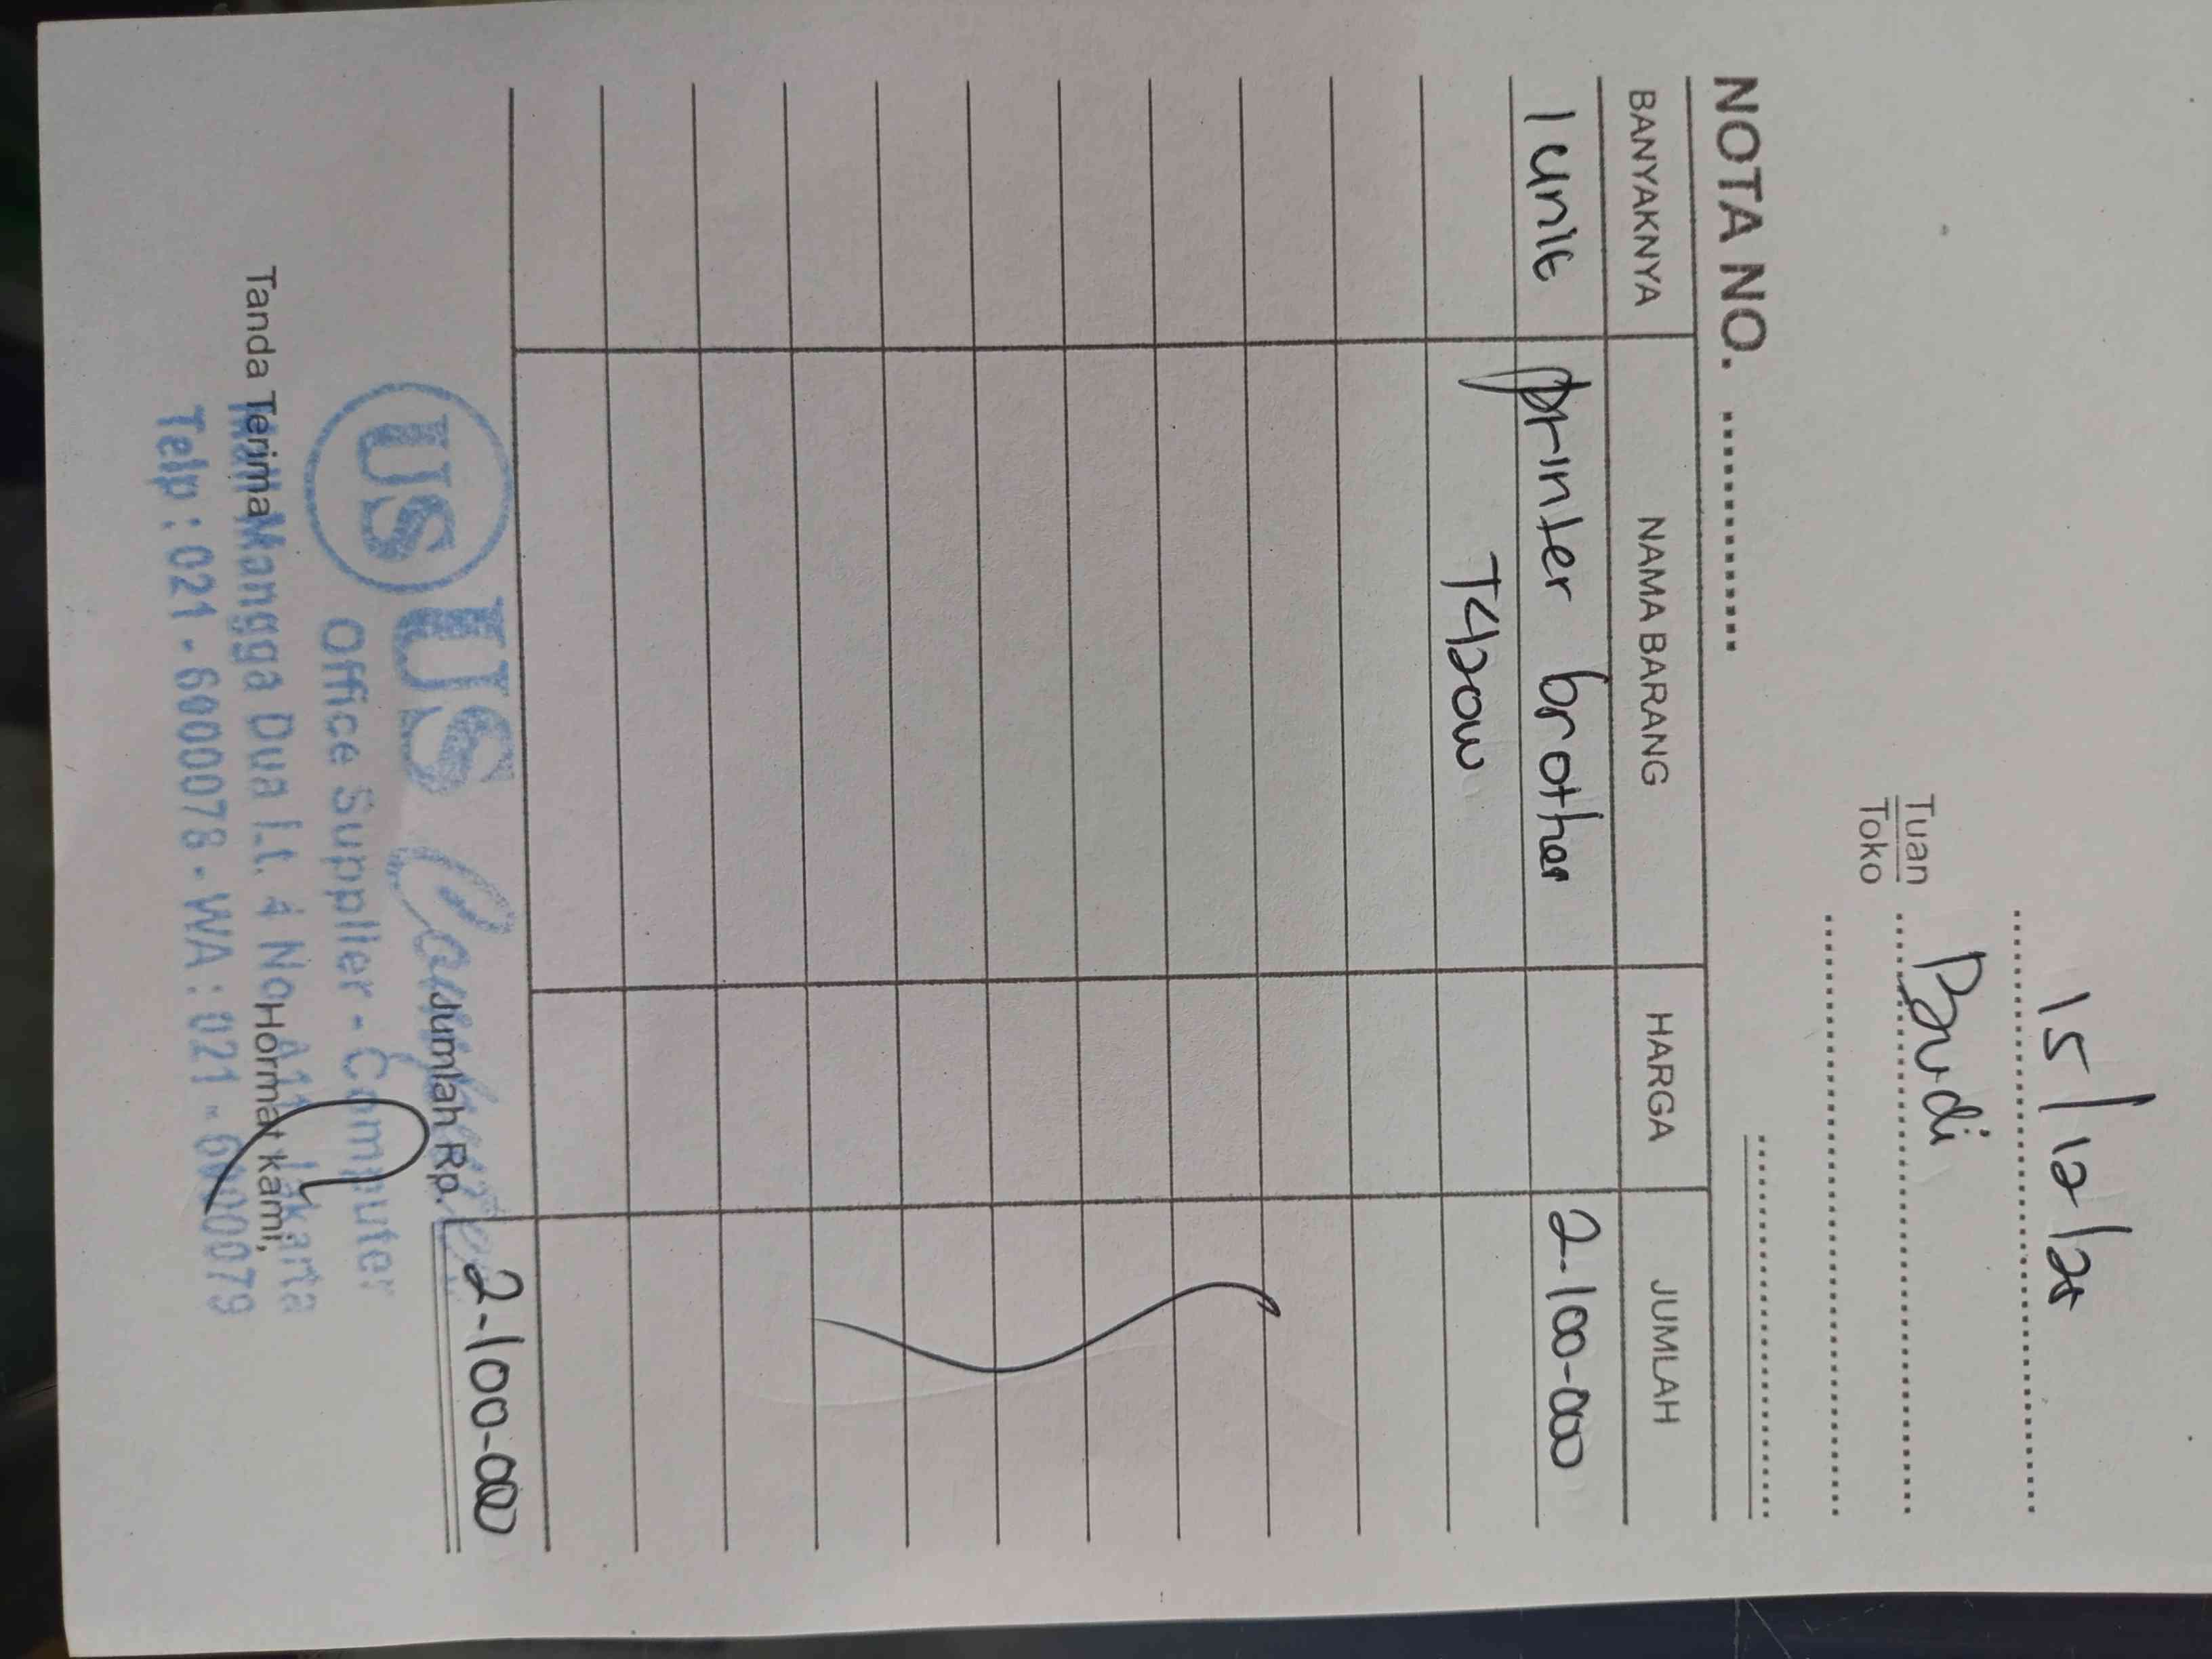 15/12/25
Tuan Budi
Toko
NOTA NO.
BANYAKNYA NAMA BARANG HARGA JUMLAH
1 unit printer brother 2-100-000
T420W
Jumlah Rp. 2-100-000
US US Computer
Office Supplier - Computer
Tanda Terima Hormat kami,
Mall Mangga Dua Lt. 4 No. A11 Jakarta
Telp : 021 - 6000078 - WA : 021 - 6000079